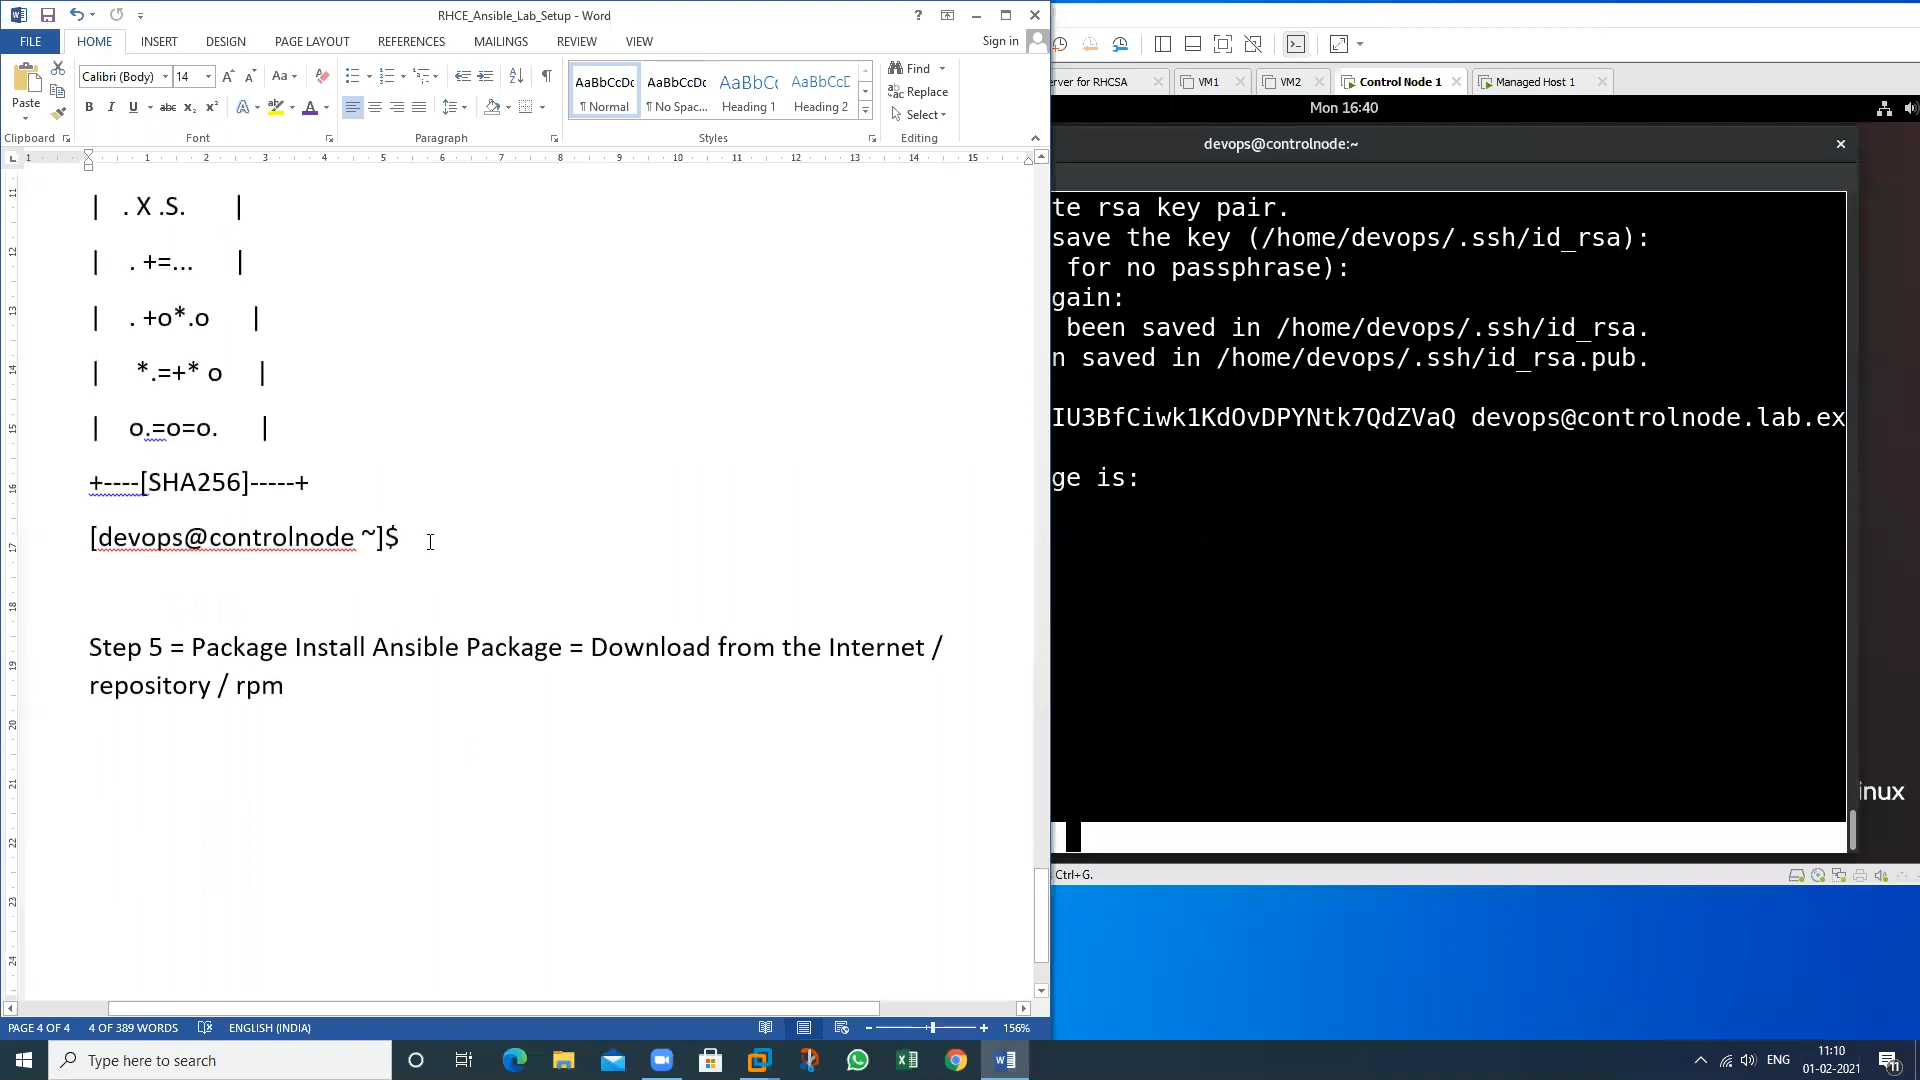 RHCE_Ansible_Lab_Setup - Word
FILE
HOME
INSERT
DESIGN
PAGE LAYOUT
REFERENCES
MAILINGS
REVIEW
VIEW
Sign in
Paste
Calibri (Body)
14
Clipboard
Font
Paragraph
AaBbCcDc
¶ Normal
AaBbCcDc
¶ No Spac...
AaBbCc
Heading 1
AaBbCcD
Heading 2
Styles
Find
Replace
Select
Editing
| . X .S. |
| . +=... |
| . +o*.o |
| *.=+* o |
| o.=o=o. |
+----[SHA256]-----+
[devops@controlnode ~]$
Step 5 = Package Install Ansible Package = Download from the Internet /
repository / rpm
PAGE 4 OF 4
4 OF 389 WORDS
ENGLISH (INDIA)
156%
erver for RHCSA
VM1
VM2
Control Node 1
Managed Host 1
Mon 16:40
devops@controlnode:~
te rsa key pair.
save the key (/home/devops/.ssh/id_rsa):
for no passphrase):
gain:
been saved in /home/devops/.ssh/id_rsa.
n saved in /home/devops/.ssh/id_rsa.pub.
IU3BfCiwk1KdOvDPYNtk7QdZVaQ devops@controlnode.lab.ex
ge is:
inux
Ctrl+G.
Type here to search
ENG
11:10
01-02-2021
11